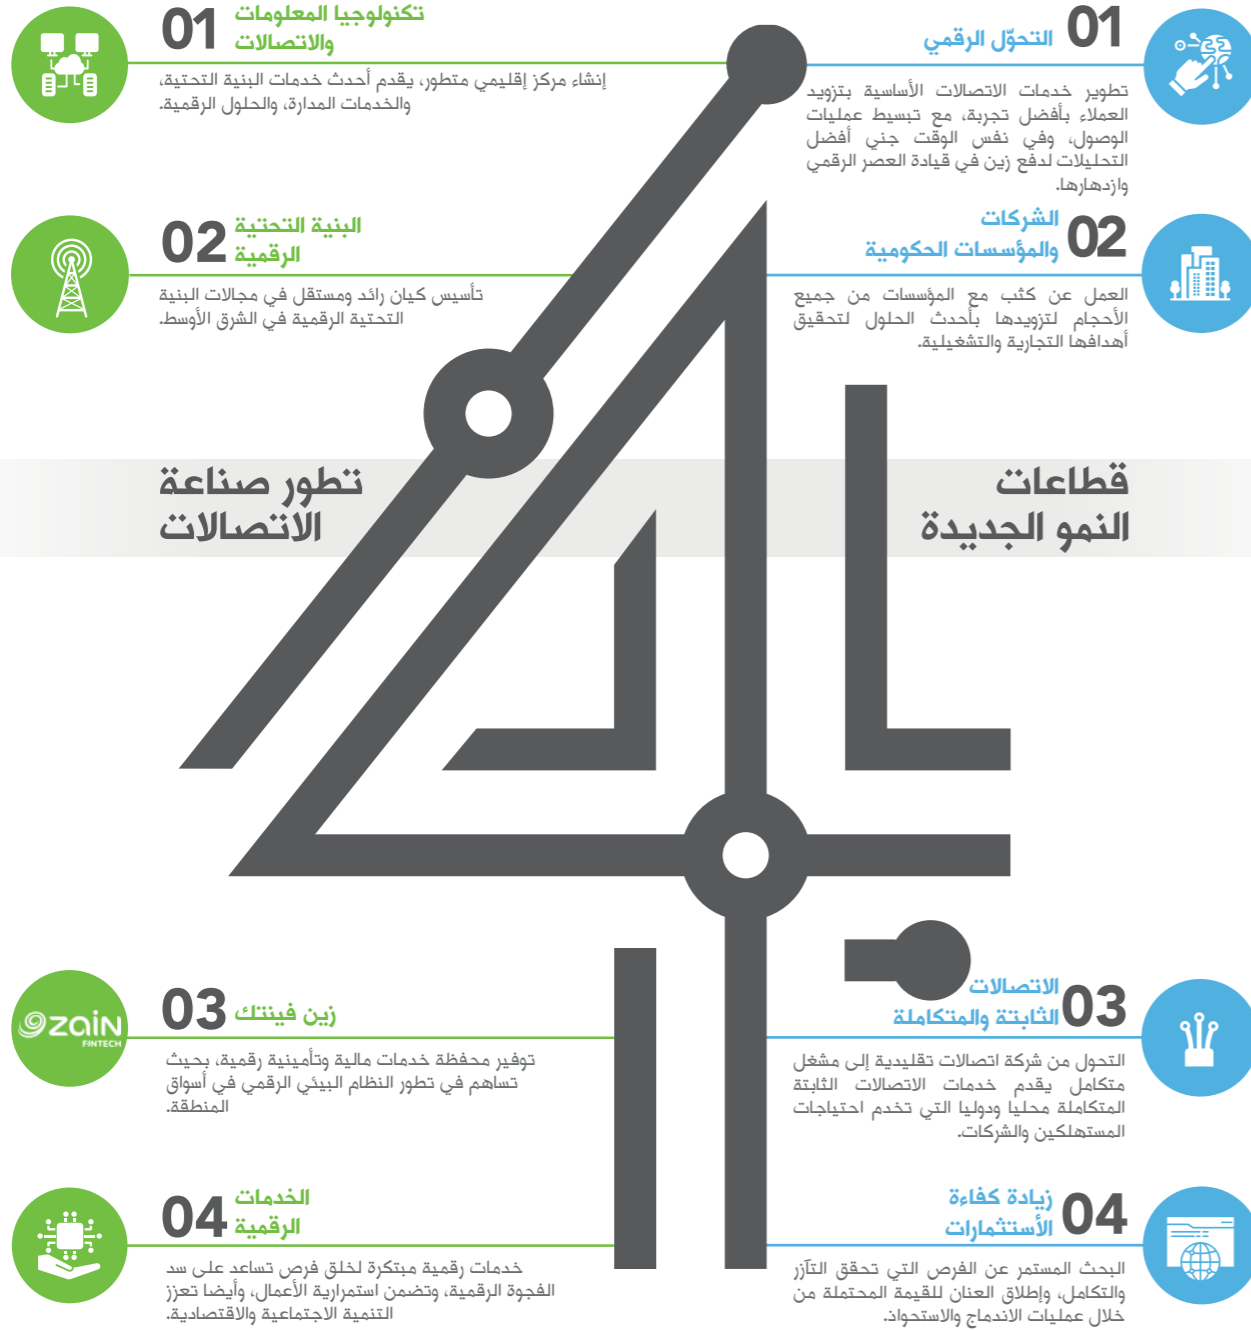 01
التحوّل الرقمي
تطوير خدمات الاتصالات الأساسية بتزويد
العملاء بأفضل تجربة، مع تبسيط عمليات
الوصول، وفي نفس الوقت جني أفضل
التحليلات لدفع زين في قيادة العصر الرقمي
وازدهارها.
02
الشركات
والمؤسسات الحكومية
العمل عن كثب مع المؤسسات من جميع
الأحجام لتزويدها بأحدث الحلول لتحقيق
أهدافها التجارية والتشغيلية.
قطاعات
النمو الجديدة
03
الاتصالات
الثابتة والمتكاملة
التحول من شركة اتصالات تقليدية إلى مشغل
متكامل يقدم خدمات الاتصالات الثابتة
المتكاملة محليا ودوليا التي تخدم احتياجات
المستهلكين والشركات.
04
زيادة كفاءة
الأستثمارات
البحث المستمر عن الفرص التي تحقق التآزر
والتكامل، وإطلاق العنان للقيمة المحتملة من
خلال عمليات الاندماج والاستحواذ.
01
تكنولوجيا المعلومات
والاتصالات
إنشاء مركز إقليمي متطور، يقدم أحدث خدمات البنية التحتية،
والخدمات المدارة، والحلول الرقمية.
02
البنية التحتية
الرقمية
تأسيس كيان رائد ومستقل في مجالات البنية
التحتية الرقمية في الشرق الأوسط.
تطور صناعة
الاتصالات
03
زين فينتك
zain
FINTECH
توفير محفظة خدمات مالية وتأمينية رقمية، بحيث
تساهم في تطور النظام البيئي الرقمي في أسواق
المنطقة.
04
الخدمات
الرقمية
خدمات رقمية مبتكرة لخلق فرص تساعد على سد
الفجوة الرقمية، وتضمن استمرارية الأعمال، وأيضا تعزز
التنمية الاجتماعية والاقتصادية.